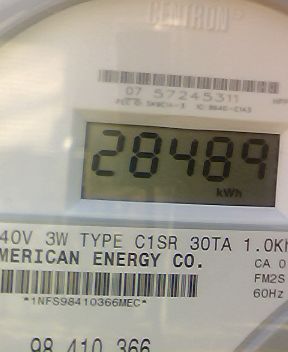 CENTRON
07 57245311
28489
kWh
40V 3W TYPE C1SR 30TA 1.0Kh
MERICAN ENERGY CO.
CA 0
FM2S
60Hz
*1NFS98410366MEC*
98 410 366